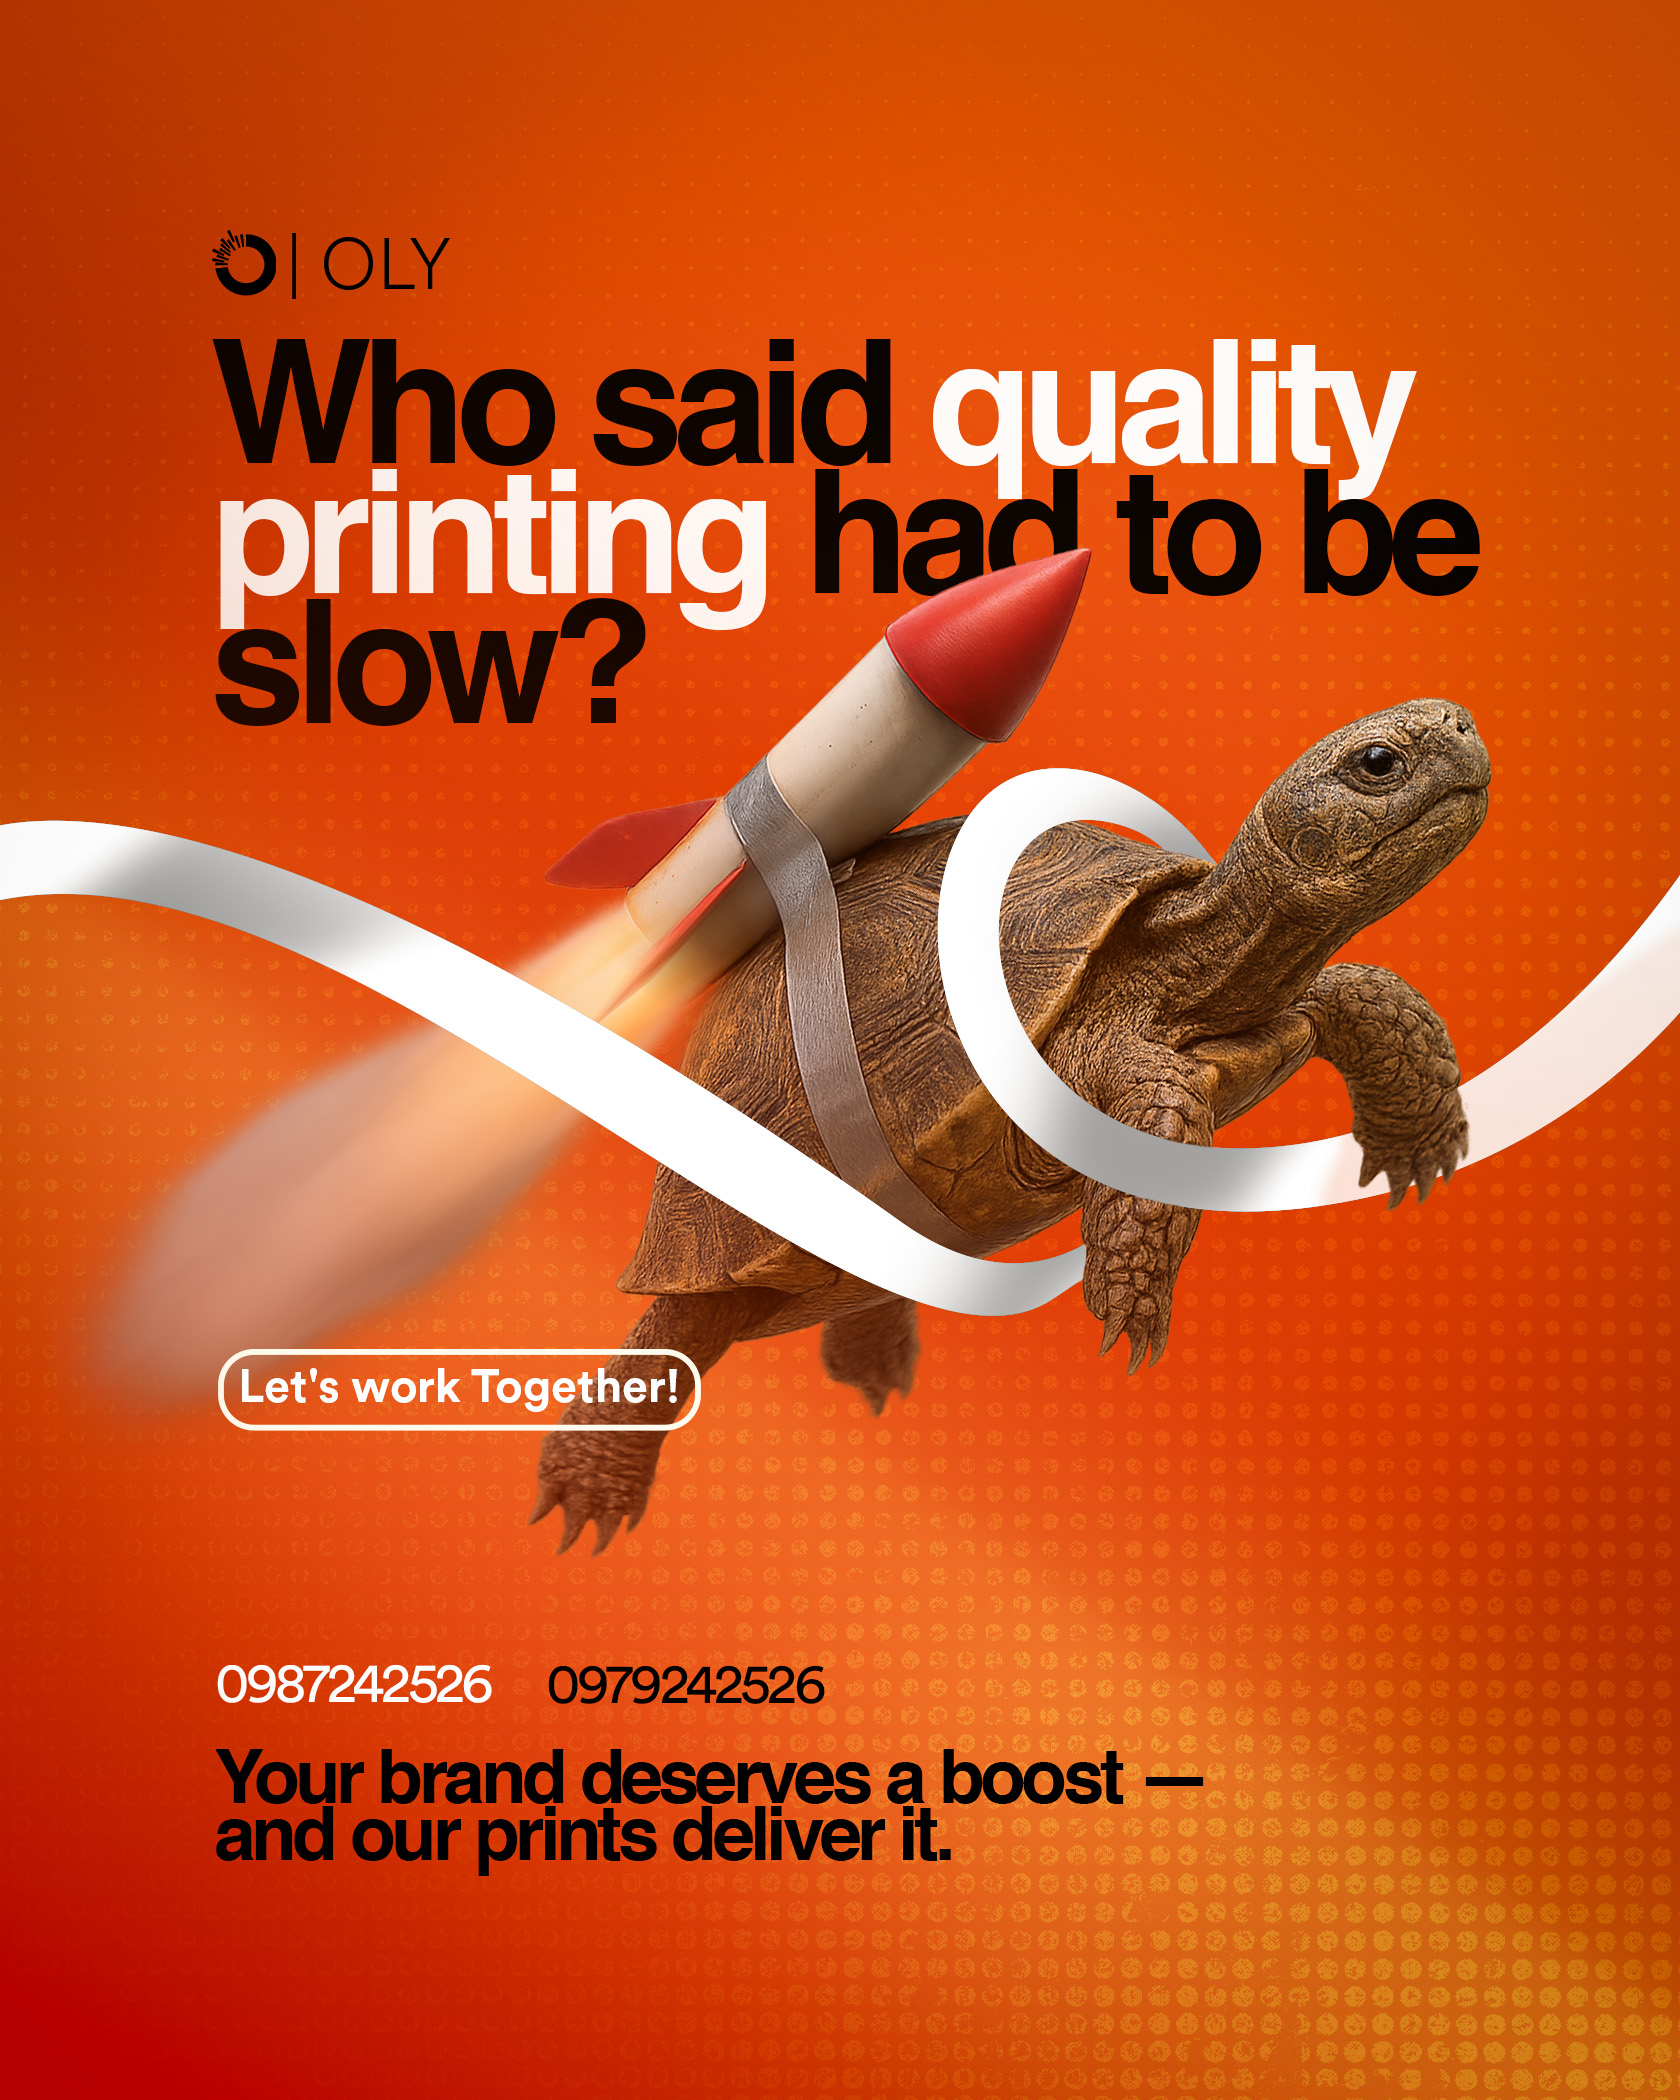 OLY
Who said quality
printing had to be
slow?
Let's work Together!
0987242526 0979242526
Your brand deserves a boost —
and our prints deliver it.